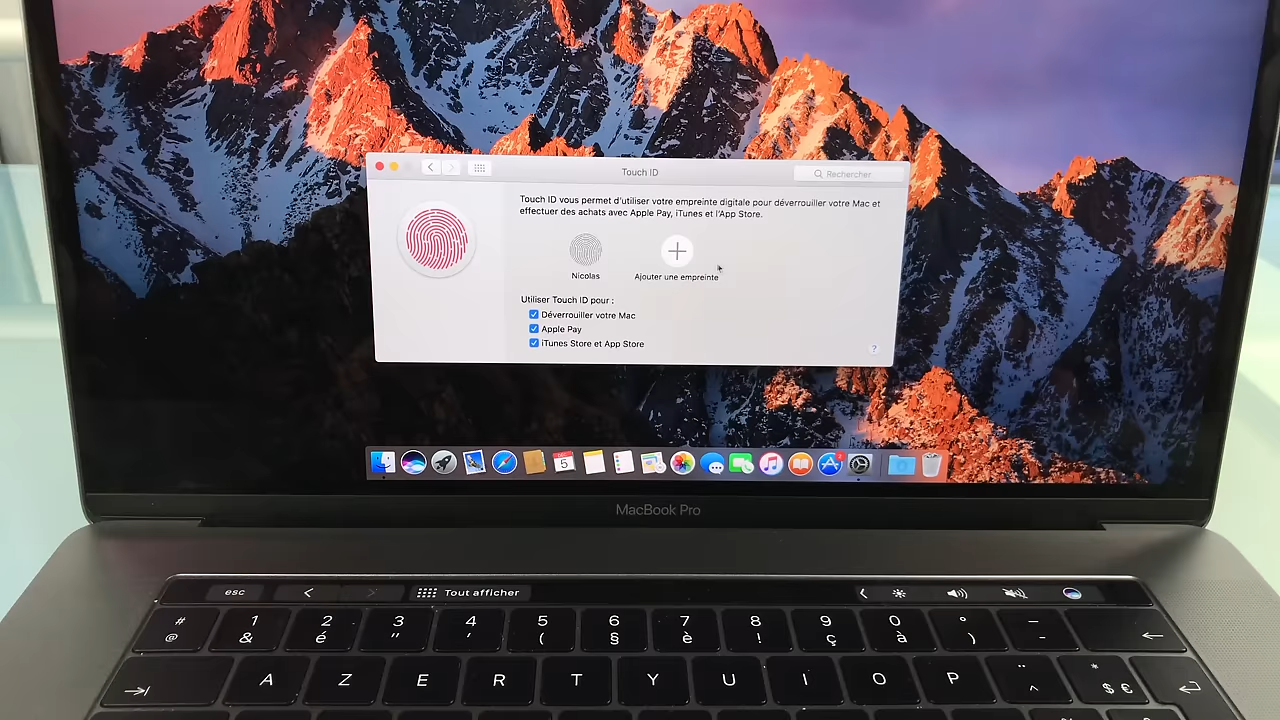 Touch ID
Rechercher
Touch ID vous permet d'utiliser votre empreinte digitale pour déverrouiller votre Mac et
effectuer des achats avec Apple Pay, iTunes et l'App Store.
Nicolas
Ajouter une empreinte
Utiliser Touch ID pour :
Déverrouiller votre Mac
Apple Pay
iTunes Store et App Store
?
5
MacBook Pro
esc
Tout afficher
# 1 2 3 4 5 6 7 8 9 0 ° _
@ & é " ' ( § è ! ç à ) -
A Z E R T Y U I O P ¨ ^ * $ €